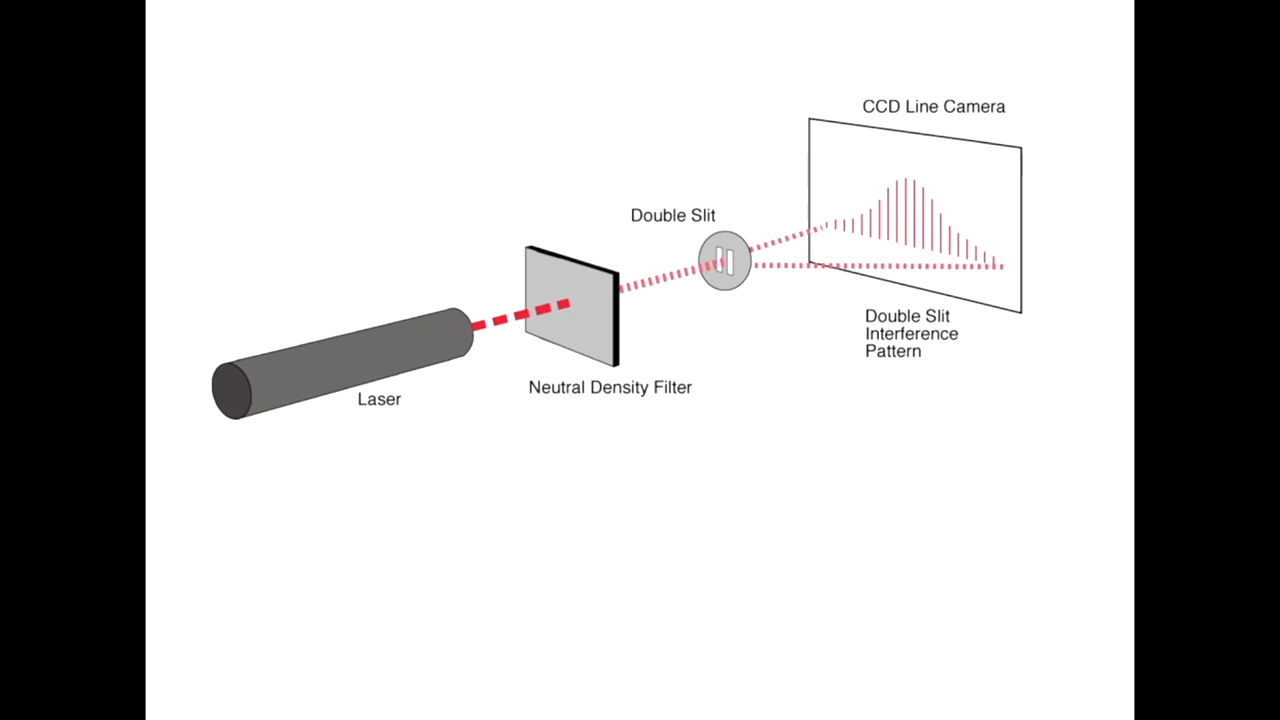 CCD Line Camera
Double Slit
Double Slit
Interference
Pattern
Neutral Density Filter
Laser